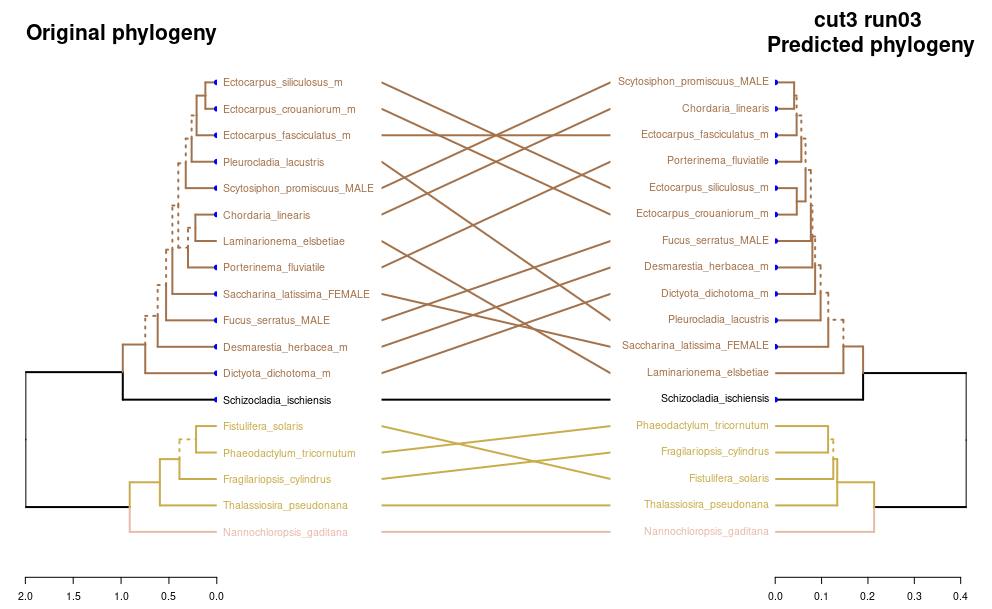 Original phylogeny
cut3 run03
Predicted phylogeny
Ectocarpus_siliculosus_m
Ectocarpus_crouaniorum_m
Ectocarpus_fasciculatus_m
Pleurocladia_lacustris
Scytosiphon_promiscuus_MALE
Chordaria_linearis
Laminarionema_elsbetiae
Porterinema_fluviatile
Saccharina_latissima_FEMALE
Fucus_serratus_MALE
Desmarestia_herbacea_m
Dictyota_dichotoma_m
Schizocladia_ischiensis
Fistulifera_solaris
Phaeodactylum_tricornutum
Fragilariopsis_cylindrus
Thalassiosira_pseudonana
Nannochloropsis_gaditana
Scytosiphon_promiscuus_MALE
Chordaria_linearis
Ectocarpus_fasciculatus_m
Porterinema_fluviatile
Ectocarpus_siliculosus_m
Ectocarpus_crouaniorum_m
Fucus_serratus_MALE
Desmarestia_herbacea_m
Dictyota_dichotoma_m
Pleurocladia_lacustris
Saccharina_latissima_FEMALE
Laminarionema_elsbetiae
Schizocladia_ischiensis
Phaeodactylum_tricornutum
Fragilariopsis_cylindrus
Fistulifera_solaris
Thalassiosira_pseudonana
Nannochloropsis_gaditana
2.0 1.5 1.0 0.5 0.0
0.0 0.1 0.2 0.3 0.4